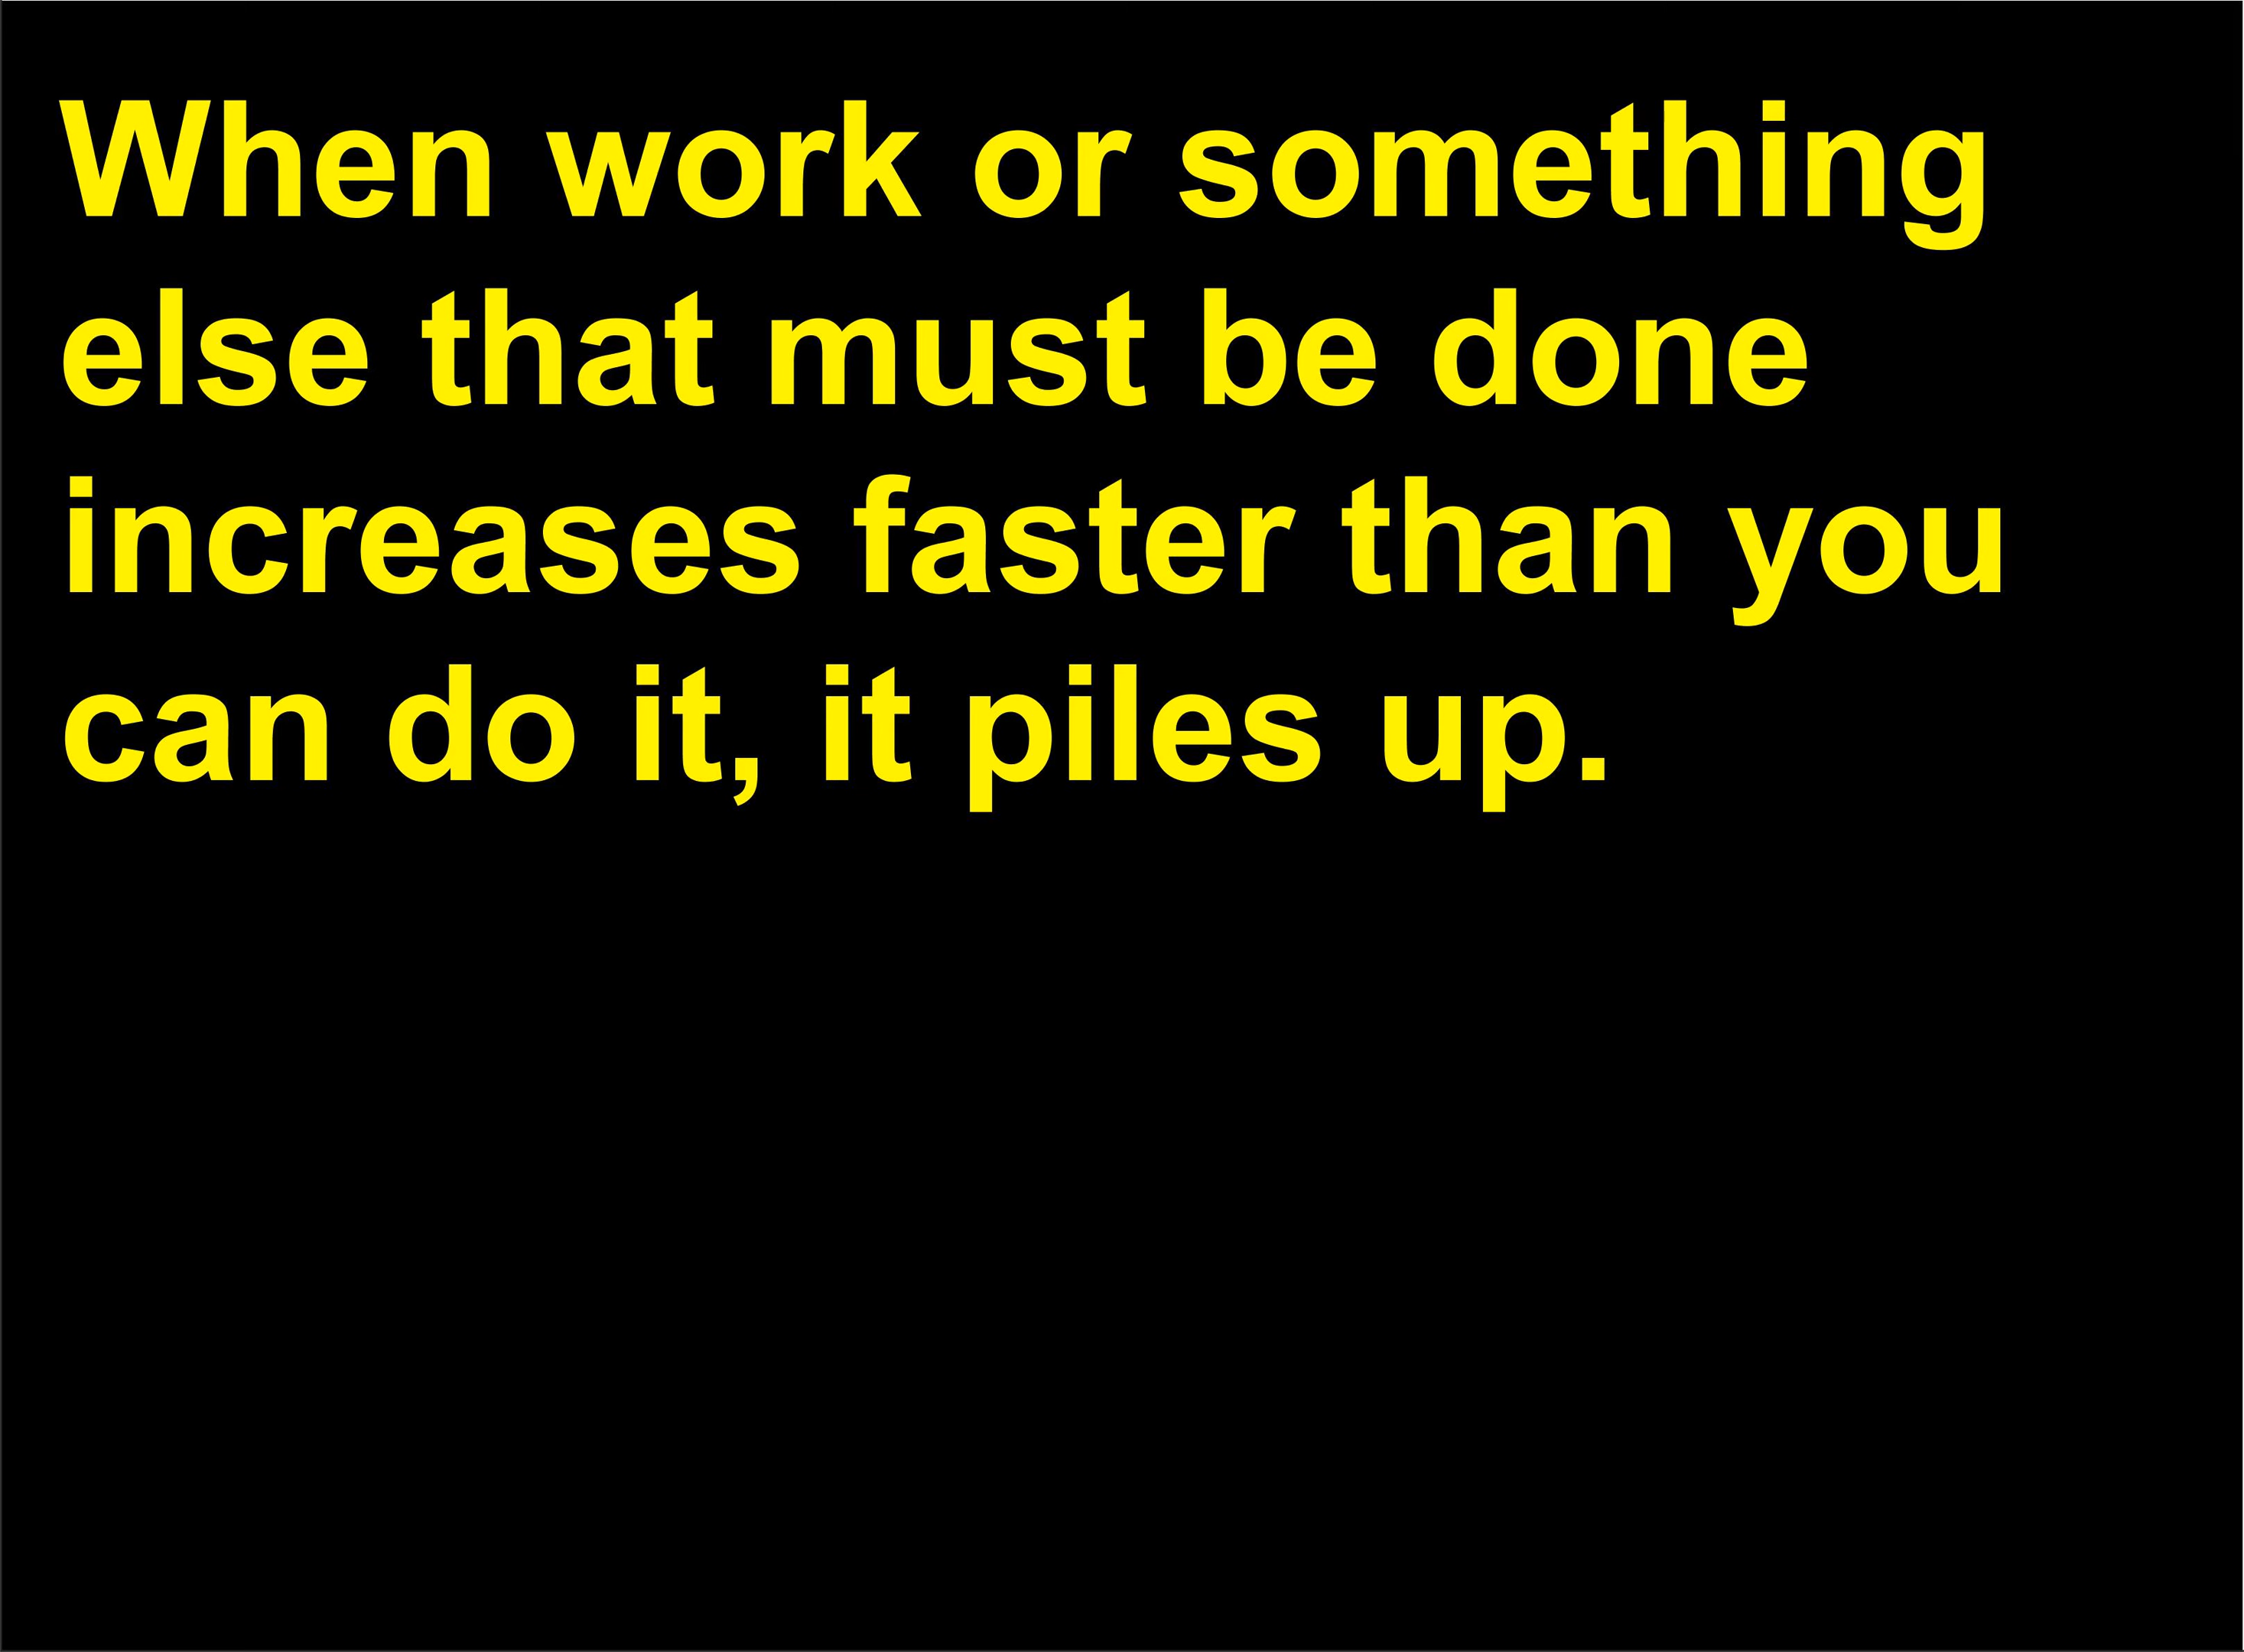 When work or something
else that must be done
increases faster than you
can do it, it piles up.